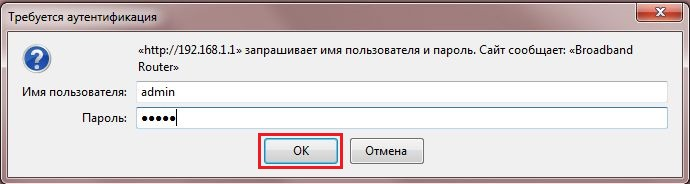 Требуется аутентификация
«http://192.168.1.1» запрашивает имя пользователя и пароль. Сайт сообщает: «Broadband
Router»
Имя пользователя: admin
Пароль: •••••
OK Отмена